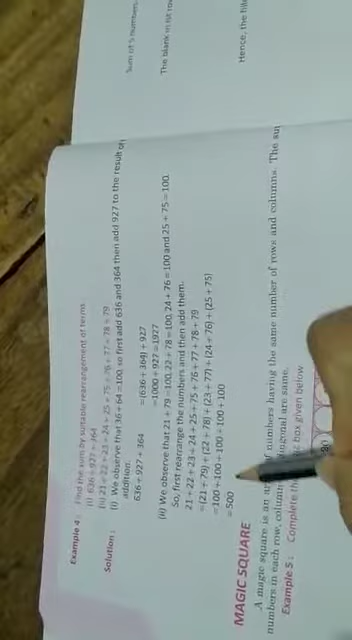 Example 4 : Find the sum by suitable rearrangement of terms
(i) 636 + 927 + 364
(ii) 21 + 22 + 23 + 24 + 25 + 75 + 76 + 77 + 78 + 79
Solution : (i) We observe that 36 + 64 = 100, so first add 636 and 364 then add 927 to the result of
addition.
636 + 927 + 364 = (636 + 364) + 927
= 1000 + 927 = 1927
(ii) We observe that 21 + 79 = 100, 22 + 78 = 100, 24 + 76 = 100 and 25 + 75 = 100.
So, first rearrange the numbers and then add them.
21 + 22 + 23 + 24 + 25 + 75 + 76 + 77 + 78 + 79
= (21 + 79) + (22 + 78) + (23 + 77) + (24 + 76) + (25 + 75)
= 100 + 100 + 100 + 100 + 100
= 500
MAGIC SQUARE
A magic square is an of numbers having the same number of rows and columns. The
numbers in each row, column diagonal are same.
Example 5 : Complete the box given below
Sum of 5 numbers
The blank in 1st
Hence, the